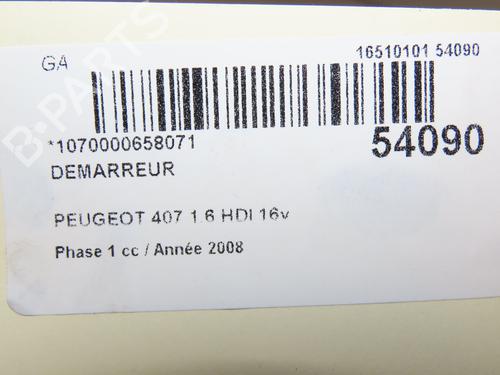 GA
16510101 54090
*1070000658071
54090
DEMARREUR
PEUGEOT 407 1.6 HDI 16v
Phase 1 cc / Année 2008
B-PARTS